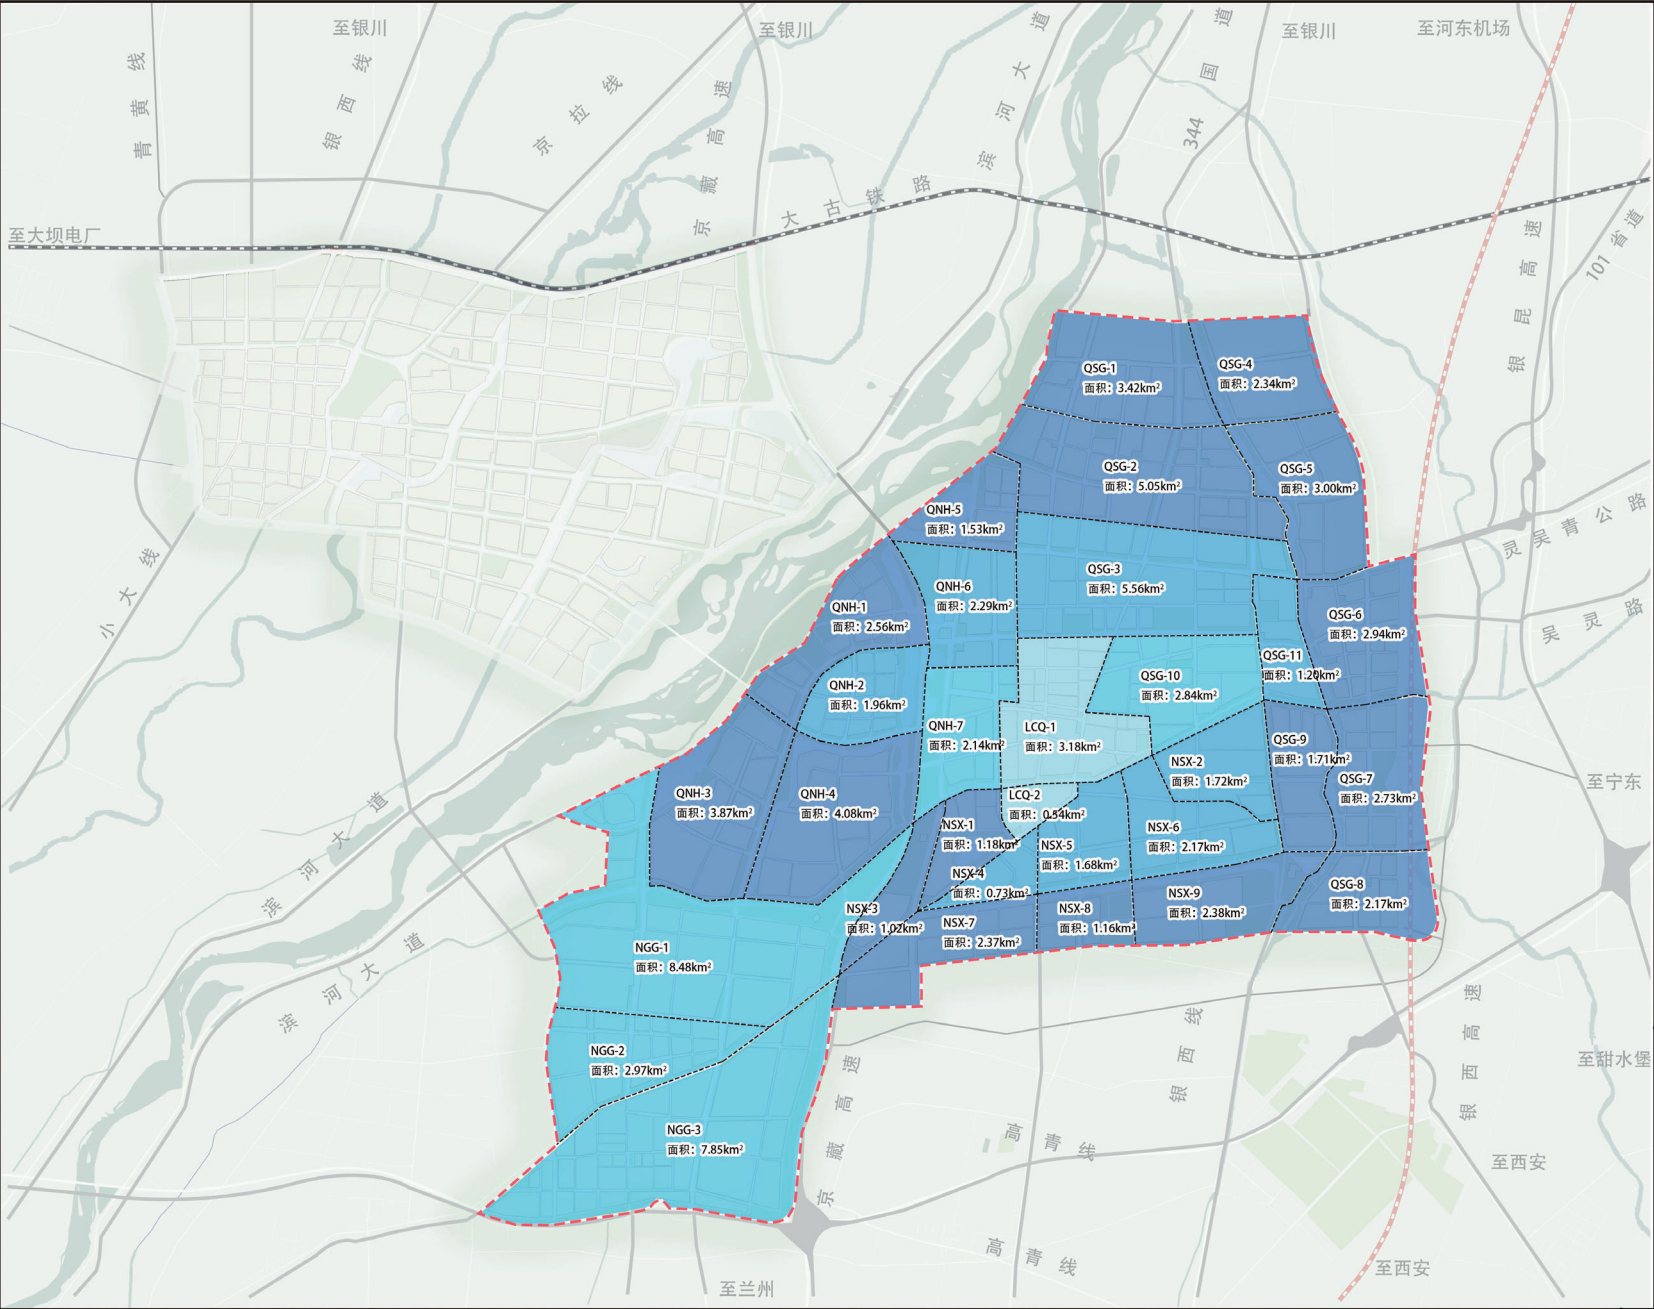 至银川
至银川
至银川
至河东机场
青黄线
银西线
京拉线
京藏高速
滨河大道
344国道
大古铁路
至大坝电厂
银昆高速
101省道
QSG-1
面积：3.42km²
QSG-4
面积：2.34km²
QSG-2
面积：5.05km²
QSG-5
面积：3.00km²
QNH-5
面积：1.53km²
灵吴青公路
QSG-3
面积：5.56km²
QNH-6
面积：2.29km²
QNH-1
面积：2.56km²
QSG-6
面积：2.94km²
吴灵路
小大线
QSG-11
面积：1.20km²
QSG-10
面积：2.84km²
QNH-2
面积：1.96km²
QNH-7
面积：2.14km²
LCQ-1
面积：3.18km²
QSG-9
面积：1.71km²
NSX-2
面积：1.72km²
QSG-7
面积：2.73km²
至宁东
QNH-3
面积：3.87km²
QNH-4
面积：4.08km²
LCQ-2
面积：0.54km²
NSX-1
面积：1.18km²
NSX-6
面积：2.17km²
NSX-5
面积：1.68km²
滨河大道
NSX-4
面积：0.73km²
QSG-8
面积：2.17km²
NSX-9
面积：2.38km²
NSX-3
面积：1.02km²
NSX-8
面积：1.16km²
NSX-7
面积：2.37km²
NGG-1
面积：8.48km²
滨河大道
银西线
银西高速
NGG-2
面积：2.97km²
至甜水堡
京藏高速
NGG-3
面积：7.85km²
高青线
至西安
高青线
至西安
至兰州